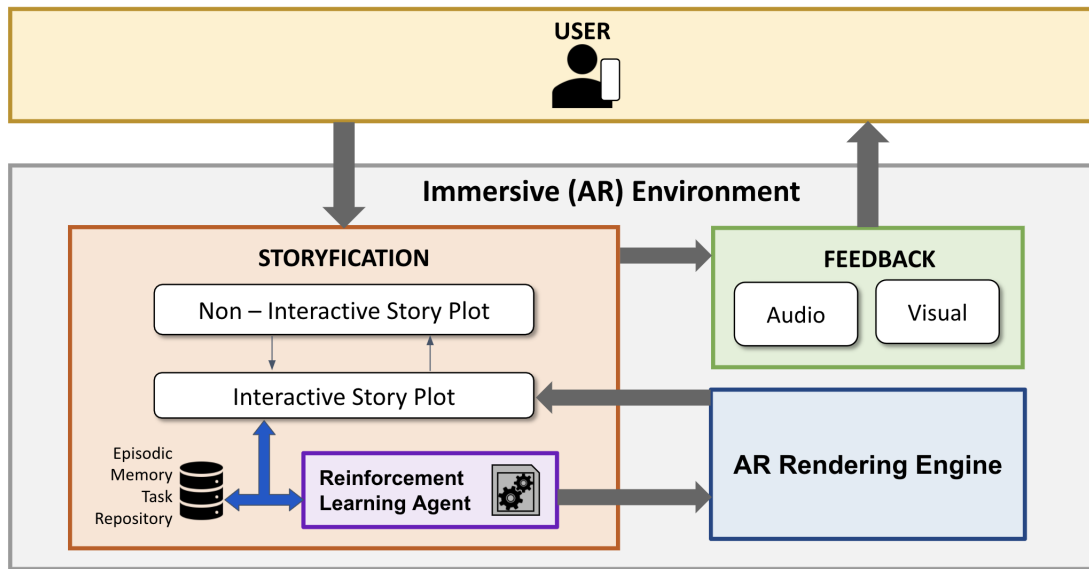 USER
Immersive (AR) Environment
STORYFICATION
Non – Interactive Story Plot
Interactive Story Plot
Episodic
Memory
Task
Repository
Reinforcement
Learning Agent
FEEDBACK
Audio
Visual
AR Rendering Engine